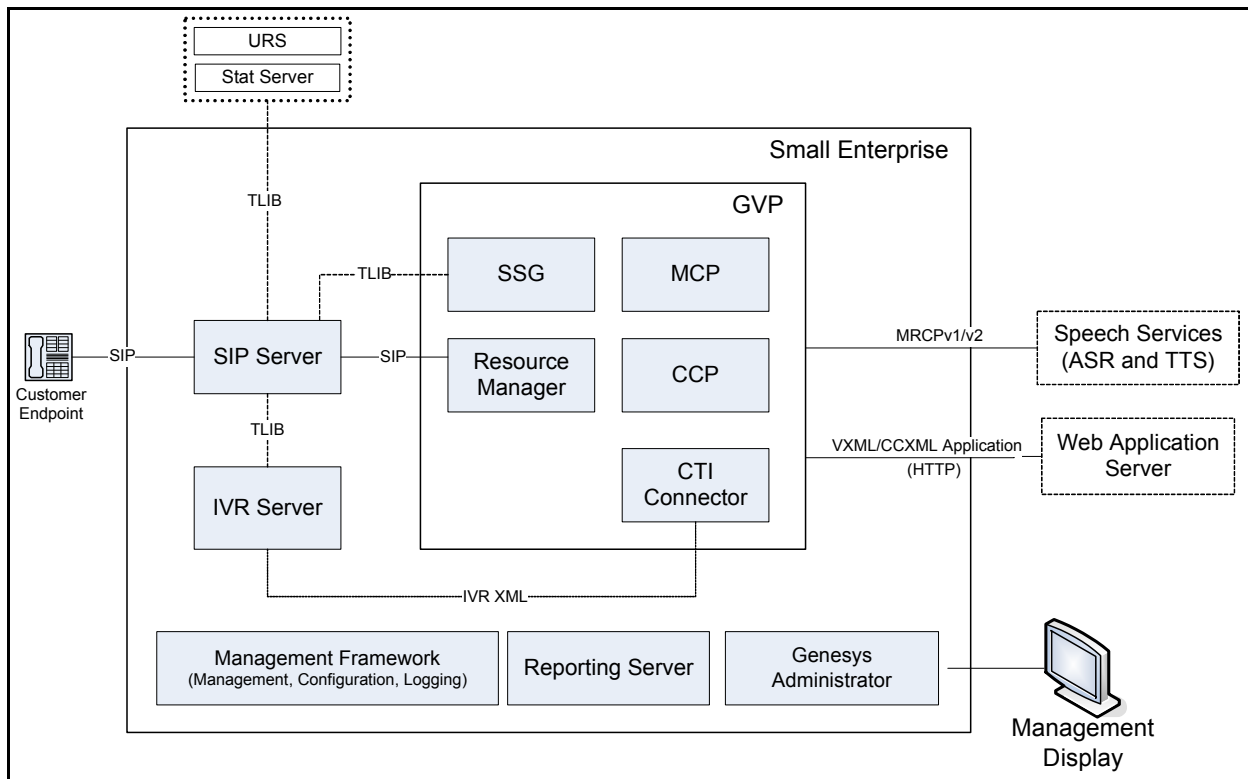 URS
Stat Server
Small Enterprise
TLIB
GVP
TLIB
SSG
MCP
MRCPv1/v2
Speech Services
(ASR and TTS)
SIP
SIP Server
SIP
Resource
Manager
CCP
Customer
Endpoint
TLIB
VXML/CCXML Application
(HTTP)
Web Application
Server
IVR Server
CTI
Connector
IVR XML
Management Framework
(Management, Configuration, Logging)
Reporting Server
Genesys
Administrator
Management
Display